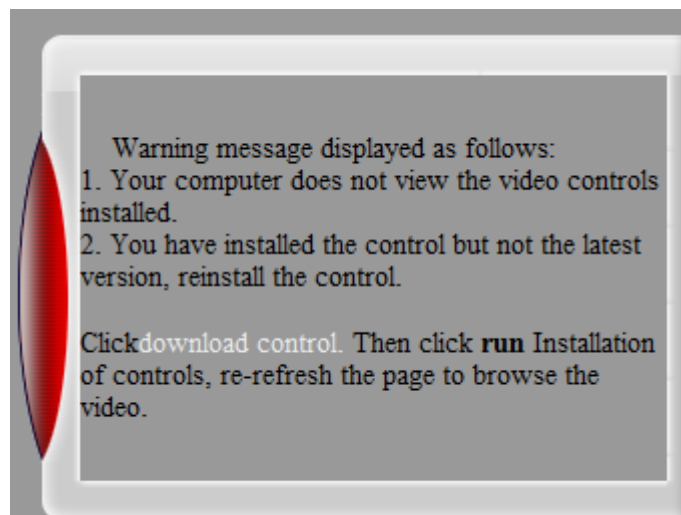 Warning message displayed as follows:
1. Your computer does not view the video controls
installed.
2. You have installed the control but not the latest
version, reinstall the control.
Clickdownload control. Then click run Installation
of controls, re-refresh the page to browse the
video.